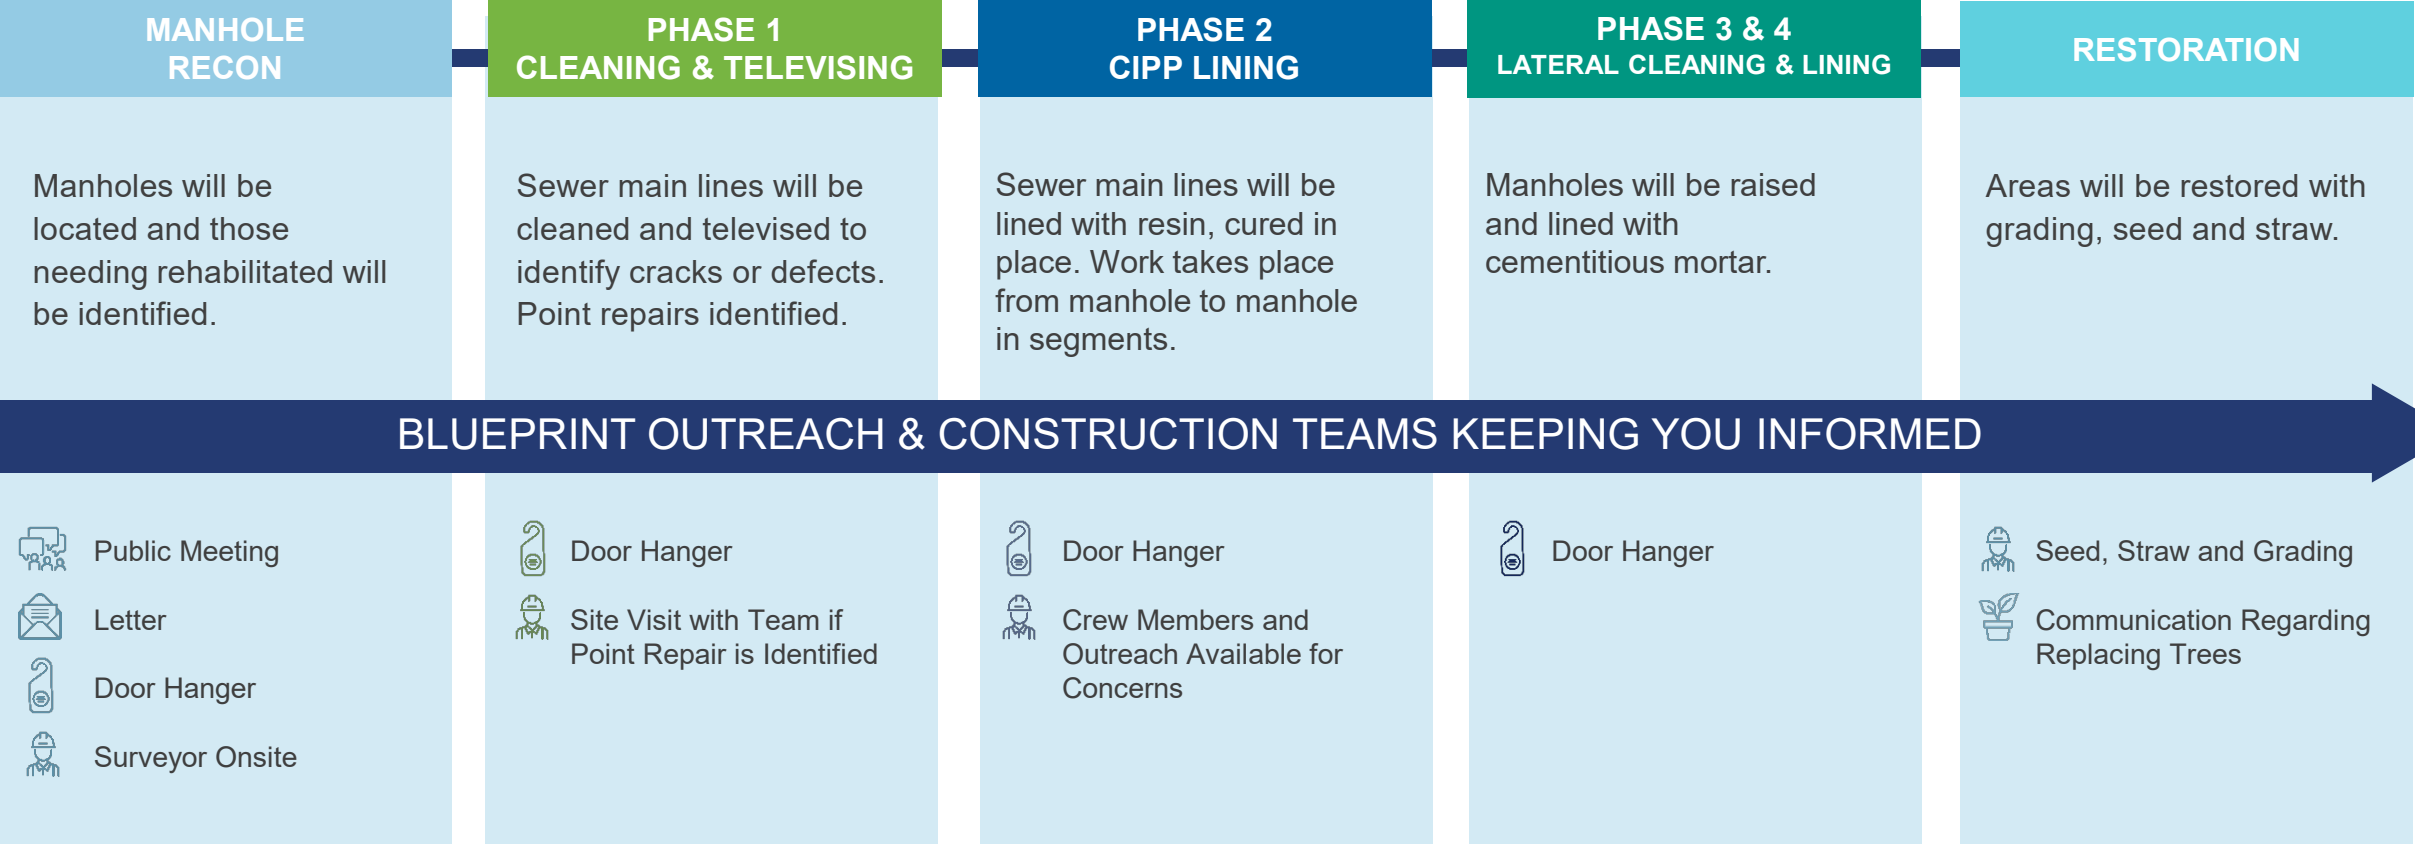 MANHOLE
RECON
Manholes will be
located and those
needing rehabilitated will
be identified.
PHASE 1
CLEANING & TELEVISING
Sewer main lines will be
cleaned and televised to
identify cracks or defects.
Point repairs identified.
PHASE 2
CIPP LINING
Sewer main lines will be
lined with resin, cured in
place. Work takes place
from manhole to manhole
in segments.
PHASE 3 & 4
LATERAL CLEANING & LINING
Manholes will be raised
and lined with
cementitious mortar.
RESTORATION
Areas will be restored with
grading, seed and straw.
BLUEPRINT OUTREACH & CONSTRUCTION TEAMS KEEPING YOU INFORMED
Public Meeting
Letter
Door Hanger
Surveyor Onsite
Door Hanger
Site Visit with Team if
Point Repair is Identified
Door Hanger
Crew Members and
Outreach Available for
Concerns
Door Hanger
Seed, Straw and Grading
Communication Regarding
Replacing Trees